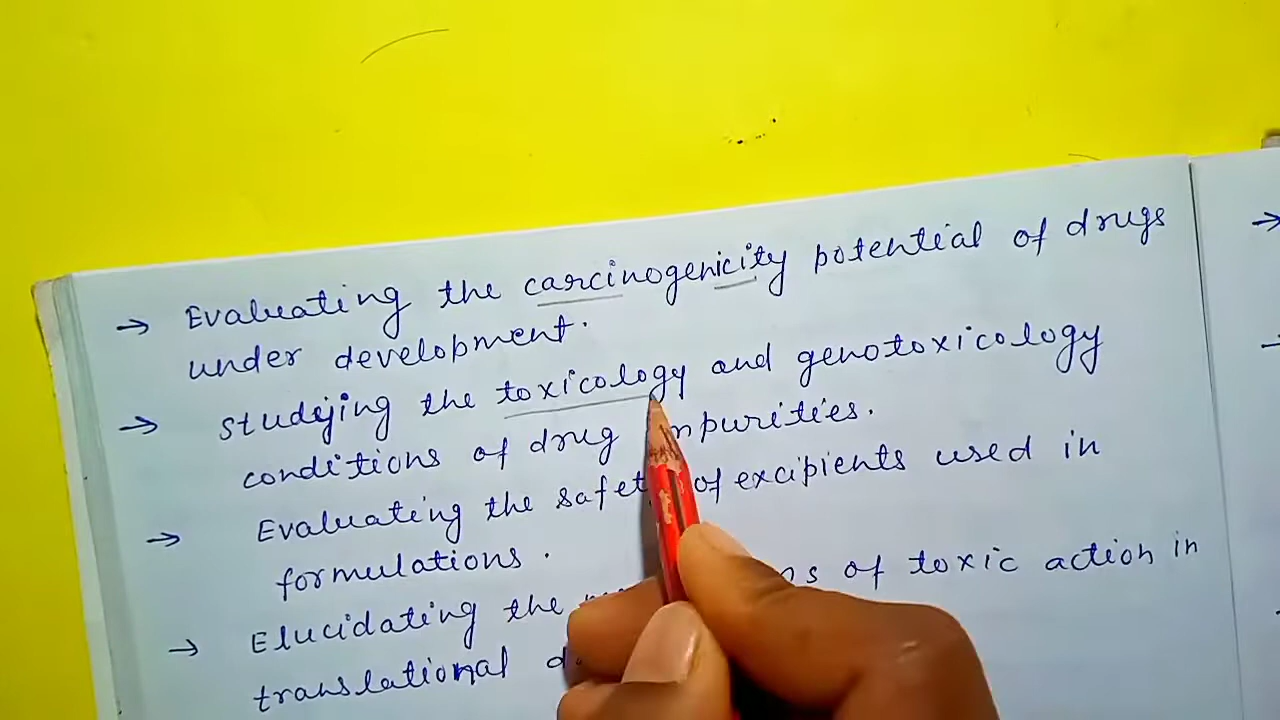 → Evaluating the carcinogenicity potential of drugs
under development.
→ Studying the toxicology and genotoxicology
conditions of drug impurities.
→ Evaluating the safety of excipients used in
formulations.
→ Elucidating the of toxic action in
translational